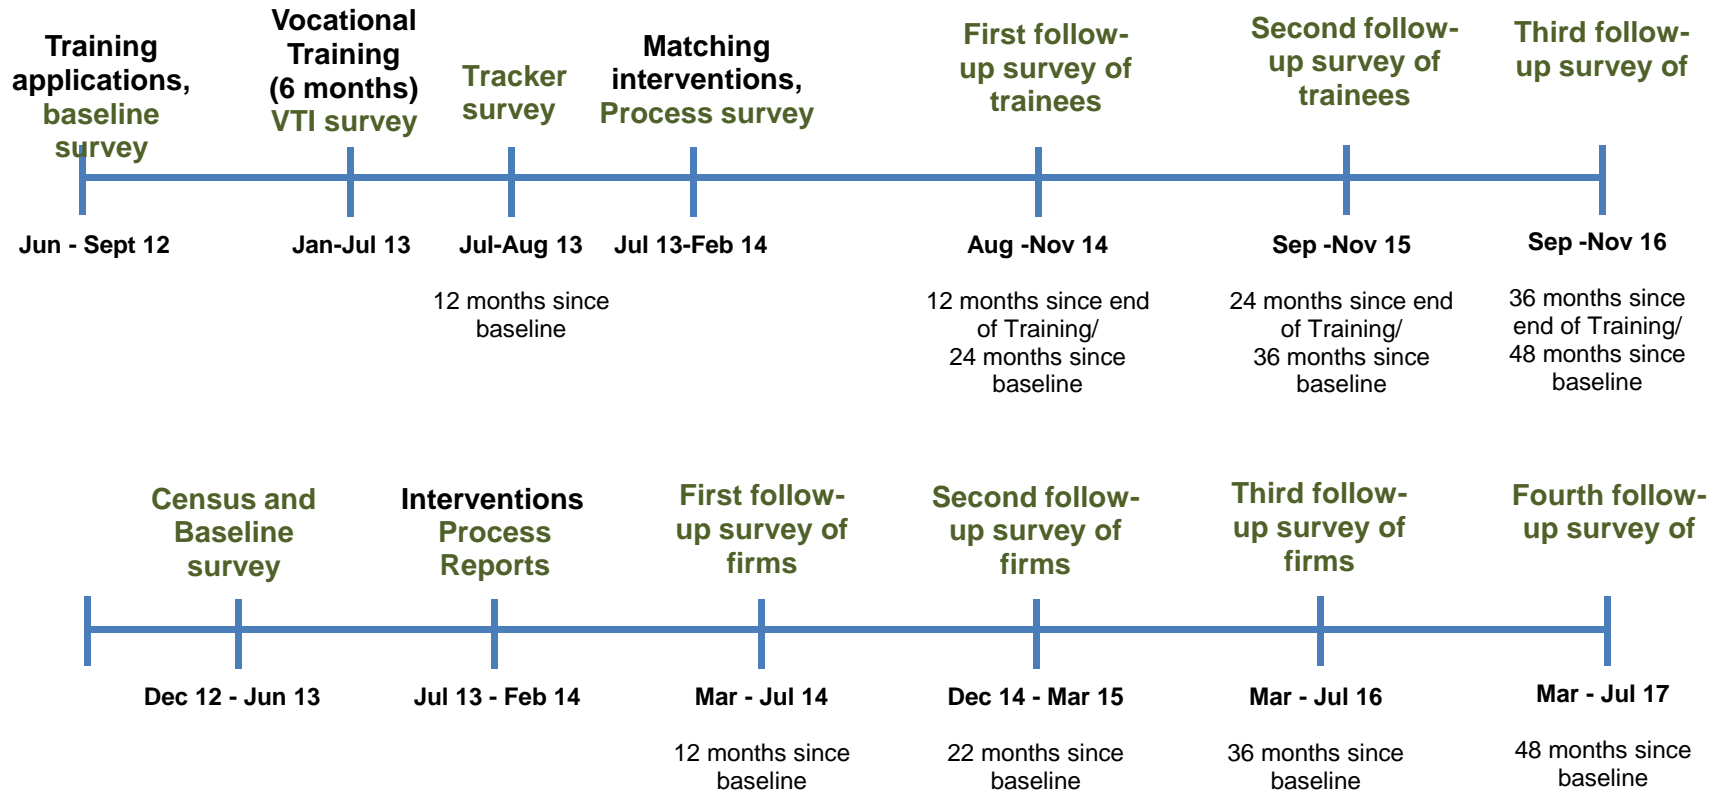 Training
applications,
baseline
survey
Vocational
Training
(6 months)
VTI survey
Tracker
survey
Matching
interventions,
Process survey
First follow-
up survey of
trainees
Second follow-
up survey of
trainees
Third follow-
up survey of
Jun - Sept 12
Jan-Jul 13
Jul-Aug 13
Jul 13-Feb 14
Aug -Nov 14
Sep -Nov 15
Sep -Nov 16
12 months since
baseline
12 months since end
of Training/
24 months since
baseline
24 months since end
of Training/
36 months since
baseline
36 months since
end of Training/
48 months since
baseline
Census and
Baseline
survey
Interventions
Process
Reports
First follow-
up survey of
firms
Second follow-
up survey of
firms
Third follow-
up survey of
firms
Fourth follow-
up survey of
Dec 12 - Jun 13
Jul 13 - Feb 14
Mar - Jul 14
Dec 14 - Mar 15
Mar - Jul 16
Mar - Jul 17
12 months since
baseline
22 months since
baseline
36 months since
baseline
48 months since
baseline